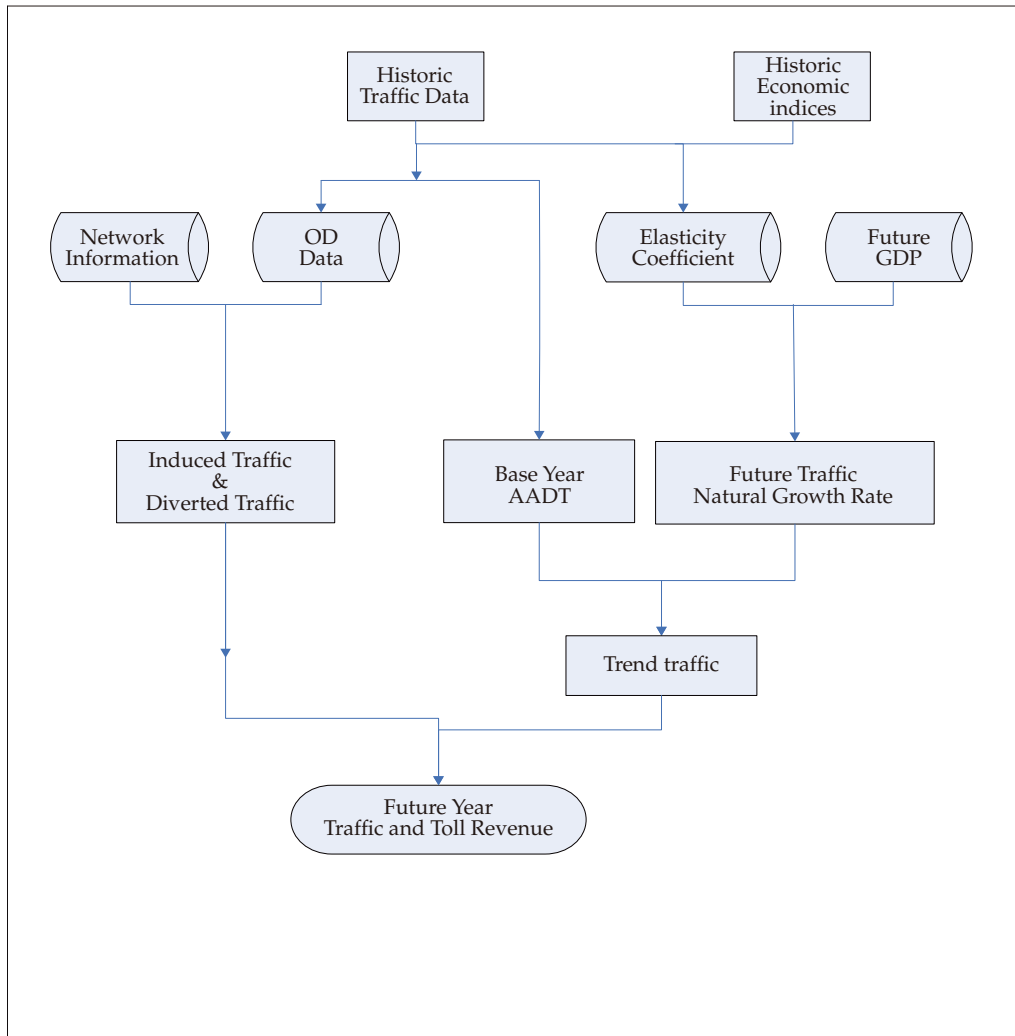 Historic
Traffic Data
Historic
Economic
indices
Network
Information
OD
Data
Elasticity
Coefficient
Future
GDP
Induced Traffic
&
Diverted Traffic
Base Year
AADT
Future Traffic
Natural Growth Rate
Trend traffic
Future Year
Traffic and Toll Revenue